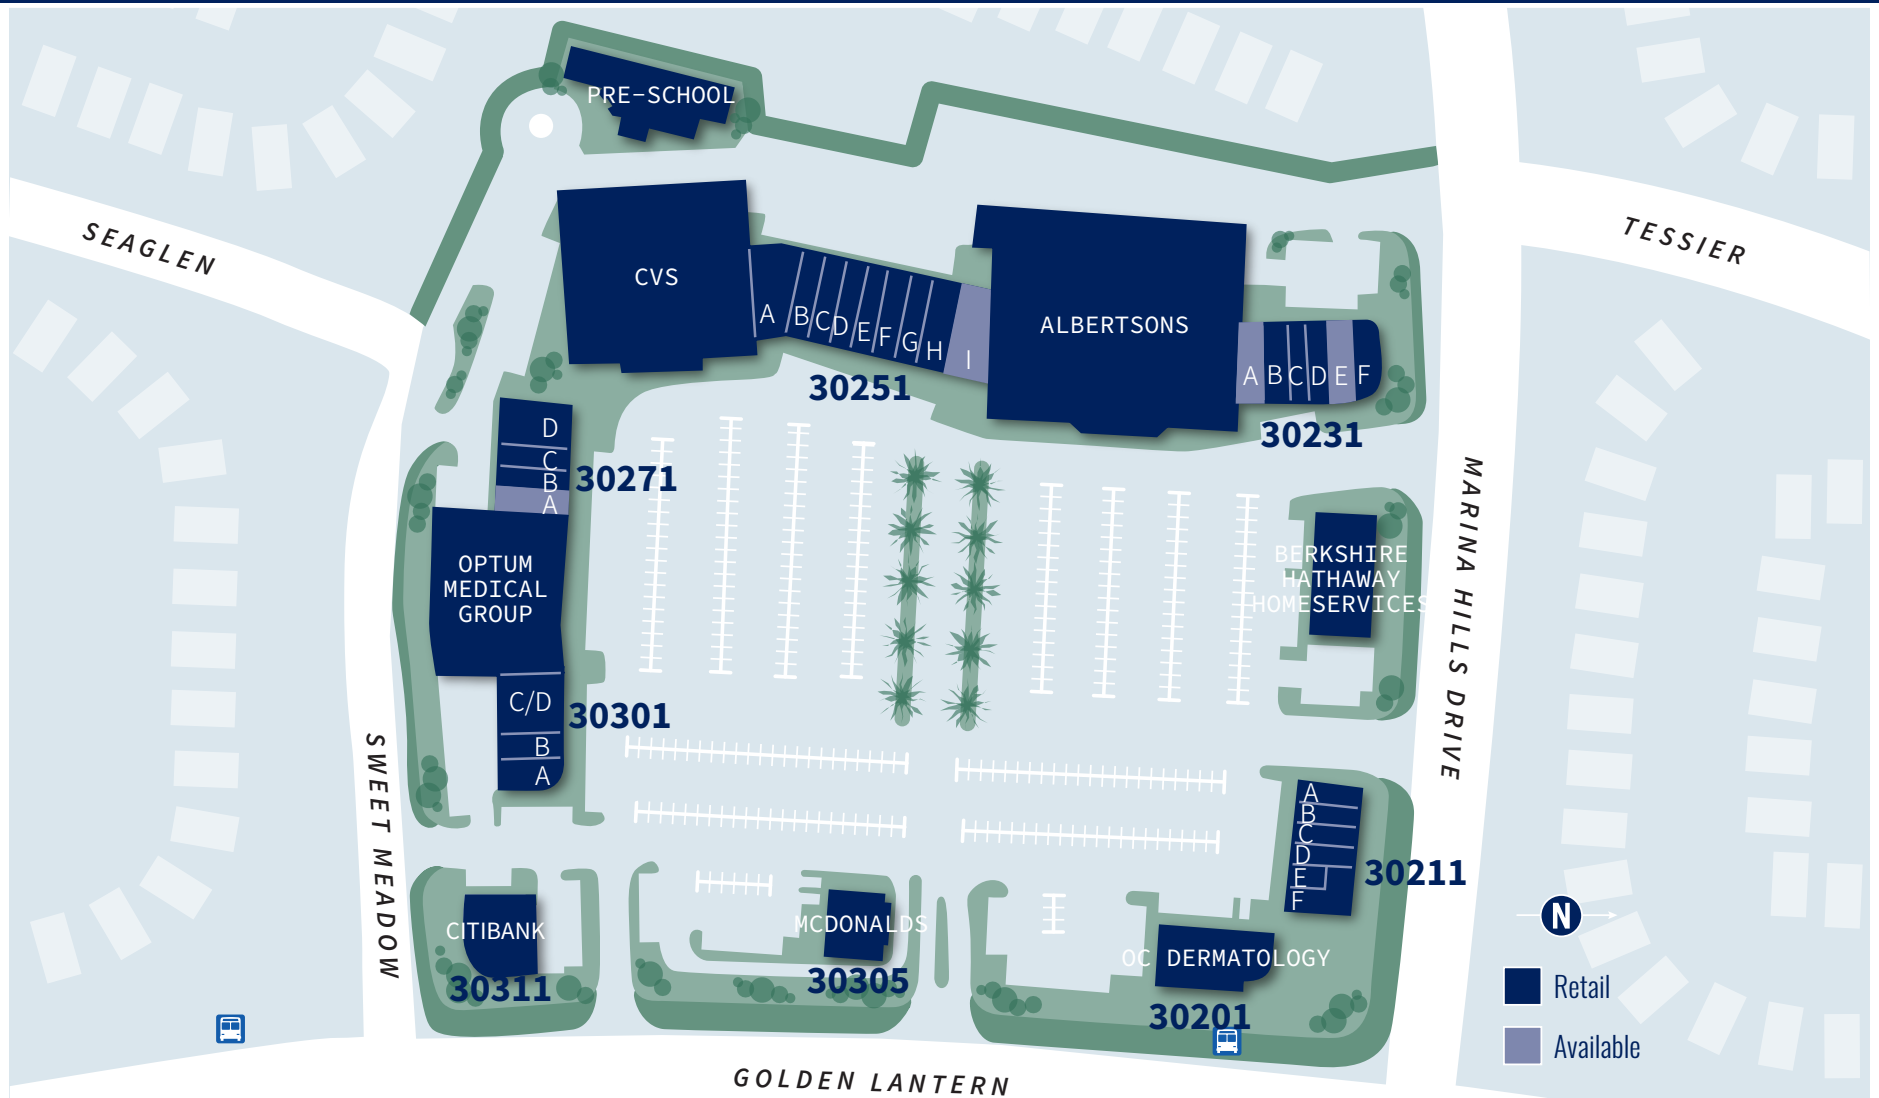 PRE-SCHOOL
SEAGLEN
TESSIER
CVS
ALBERTSONS
A
B
C
D
E
F
G
H
I
30251
A
B
C
D
E
F
30231
D
C
B
A
30271
OPTUM
MEDICAL
GROUP
C/D
B
A
30301
BERKSHIRE
HATHAWAY
HOMESERVICES
MARINA HILLS DRIVE
SWEET MEADOW
A
B
C
D
E
F
30211
CITIBANK
30311
MCDONALDS
30305
OC DERMATOLOGY
30201
GOLDEN LANTERN
N
Retail
Available